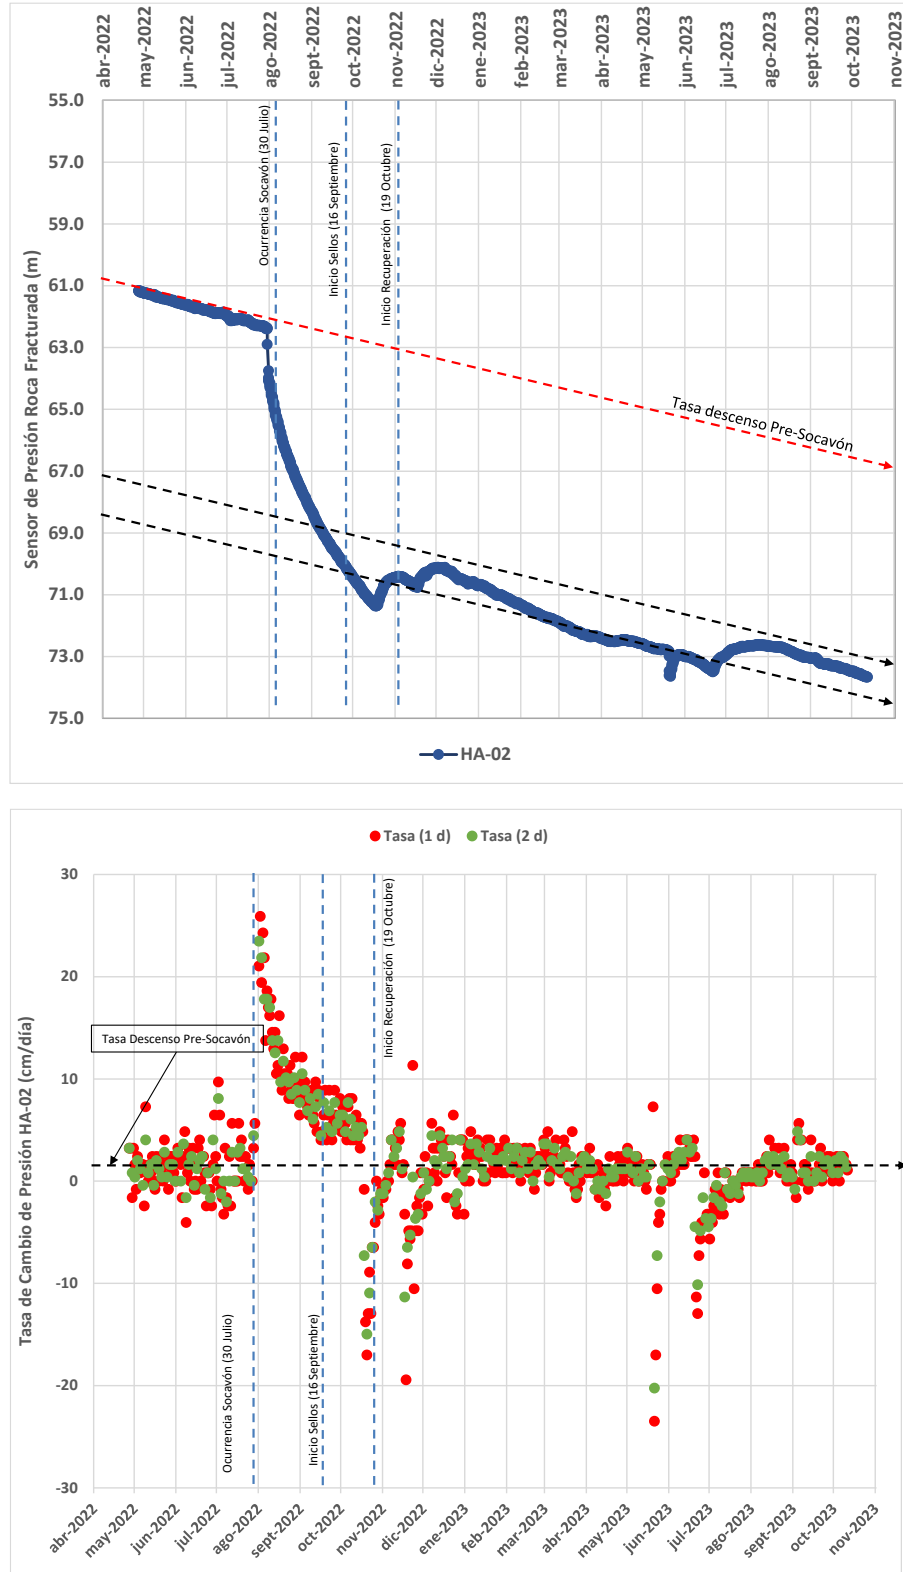 abr-2022
may-2022
jun-2022
jul-2022
ago-2022
sept-2022
oct-2022
nov-2022
dic-2022
ene-2023
feb-2023
mar-2023
abr-2023
may-2023
jun-2023
jul-2023
ago-2023
sept-2023
oct-2023
nov-2023
55.0
57.0
59.0
61.0
63.0
65.0
67.0
69.0
71.0
73.0
75.0
Sensor de Presión Roca Fracturada (m)
Ocurrencia Socavón (30 Julio)
Inicio Sellos (16 Septiembre)
Inicio Recuperación (19 Octubre)
Tasa descenso Pre-Socavón
HA-02
Tasa (1 d)
Tasa (2 d)
30
20
10
0
-10
-20
-30
Tasa de Cambio de Presión HA-02 (cm/día)
Tasa Descenso Pre-Socavón
Ocurrencia Socavón (30 Julio)
Inicio Sellos (16 Septiembre)
Inicio Recuperación (19 Octubre)
abr-2022
may-2022
jun-2022
jul-2022
ago-2022
sept-2022
oct-2022
nov-2022
dic-2022
ene-2023
feb-2023
mar-2023
abr-2023
may-2023
jun-2023
jul-2023
ago-2023
sept-2023
oct-2023
nov-2023